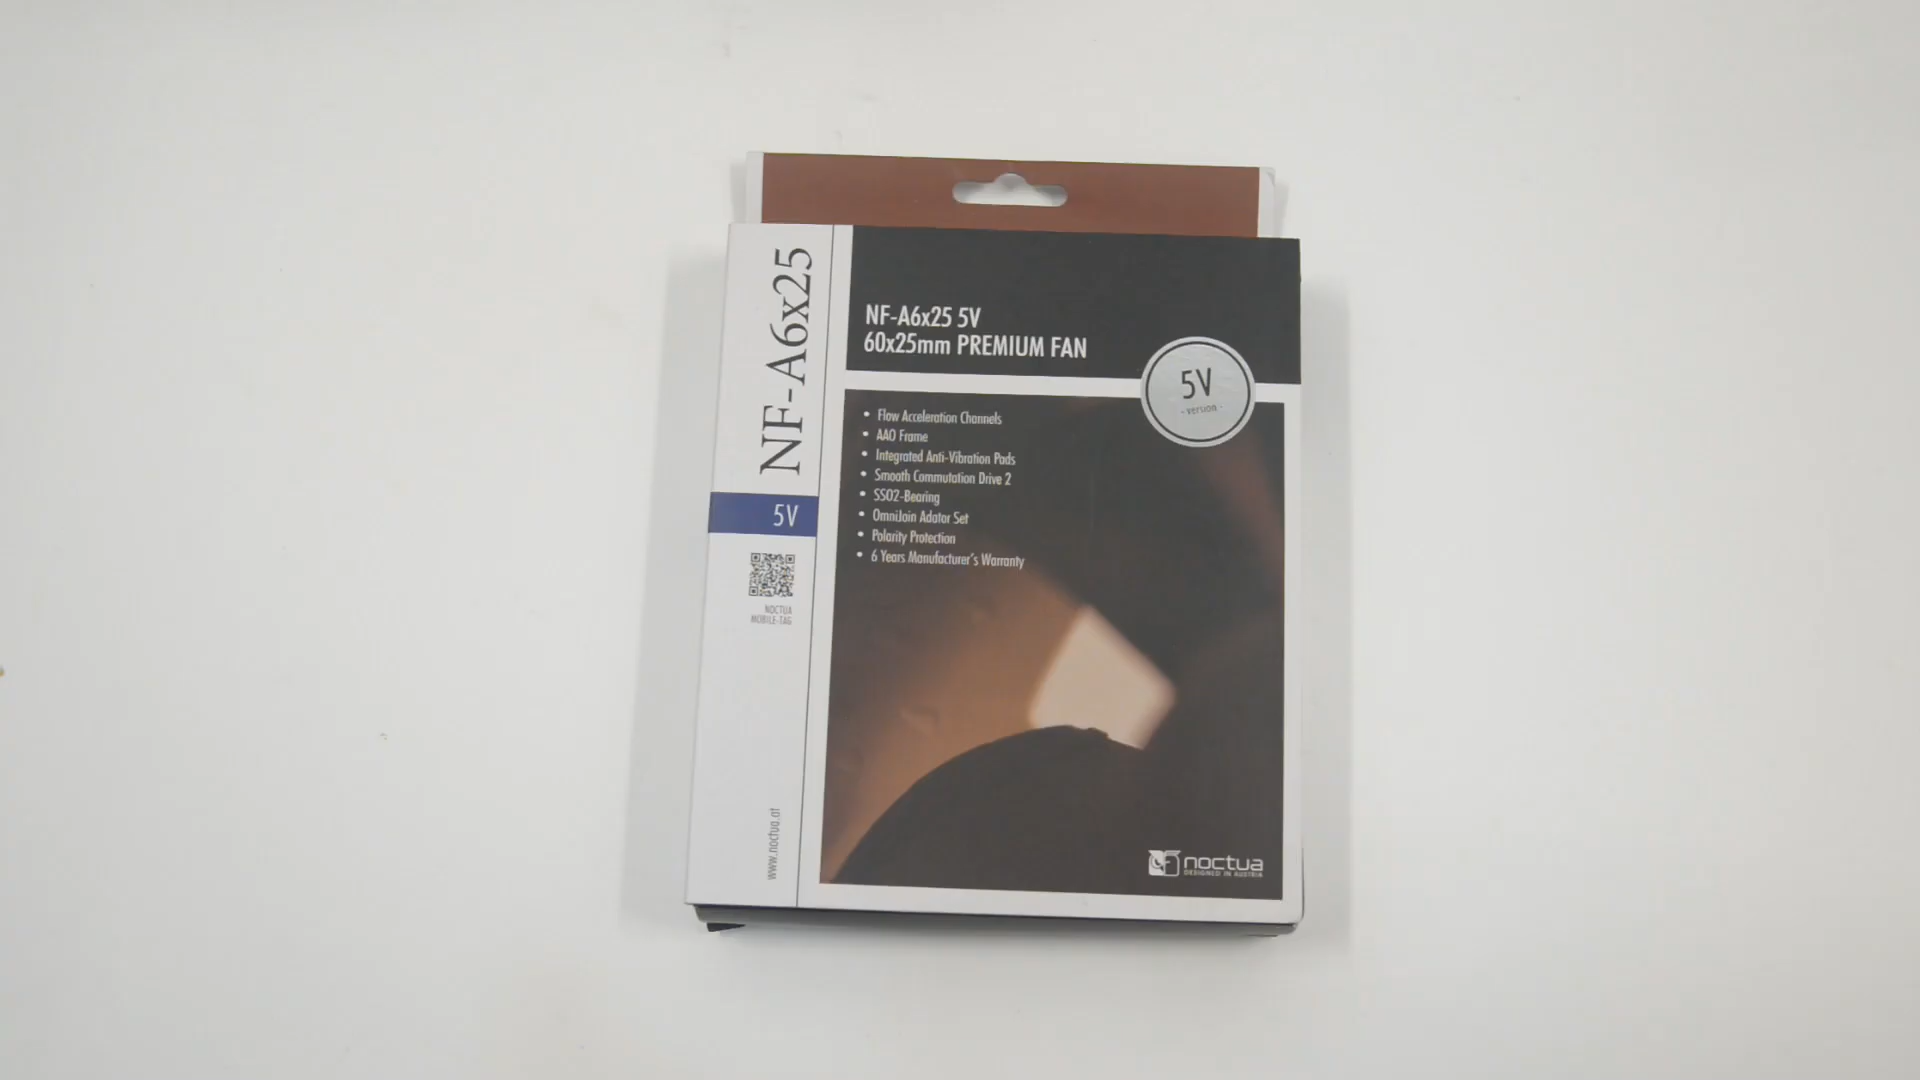 NF-A6x25
5V
NOCTUA
MOBILE-TAG
www.noctua.at
NF-A6x25 5V
60x25mm PREMIUM FAN
5V
- version -
• Flow Acceleration Channels
• AAO Frame
• Integrated Anti-Vibration Pads
• Smooth Commutation Drive 2
• SSO2-Bearing
• OmniJoin Adator Set
• Polarity Protection
• 6 Years Manufacturer's Warranty
noctua
DESIGNED IN AUSTRIA